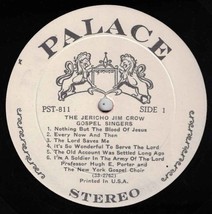 PALACE
PST-811
SIDE 1
THE JERICHO JIM CROW
GOSPEL SINGERS
1. Nothing But The Blood Of Jesus
2. Every Now And Then
3. The Lord Saves Me
4. It's So Wonderful To Serve The Lord
5. The Old Account Was Settled Long Ago
6. I'm A Soldier In The Army Of The Lord
Professor Hugh E. Porter and
The New York Gospel Choir
(22-2762)
Printed In U.S.A.
STEREO